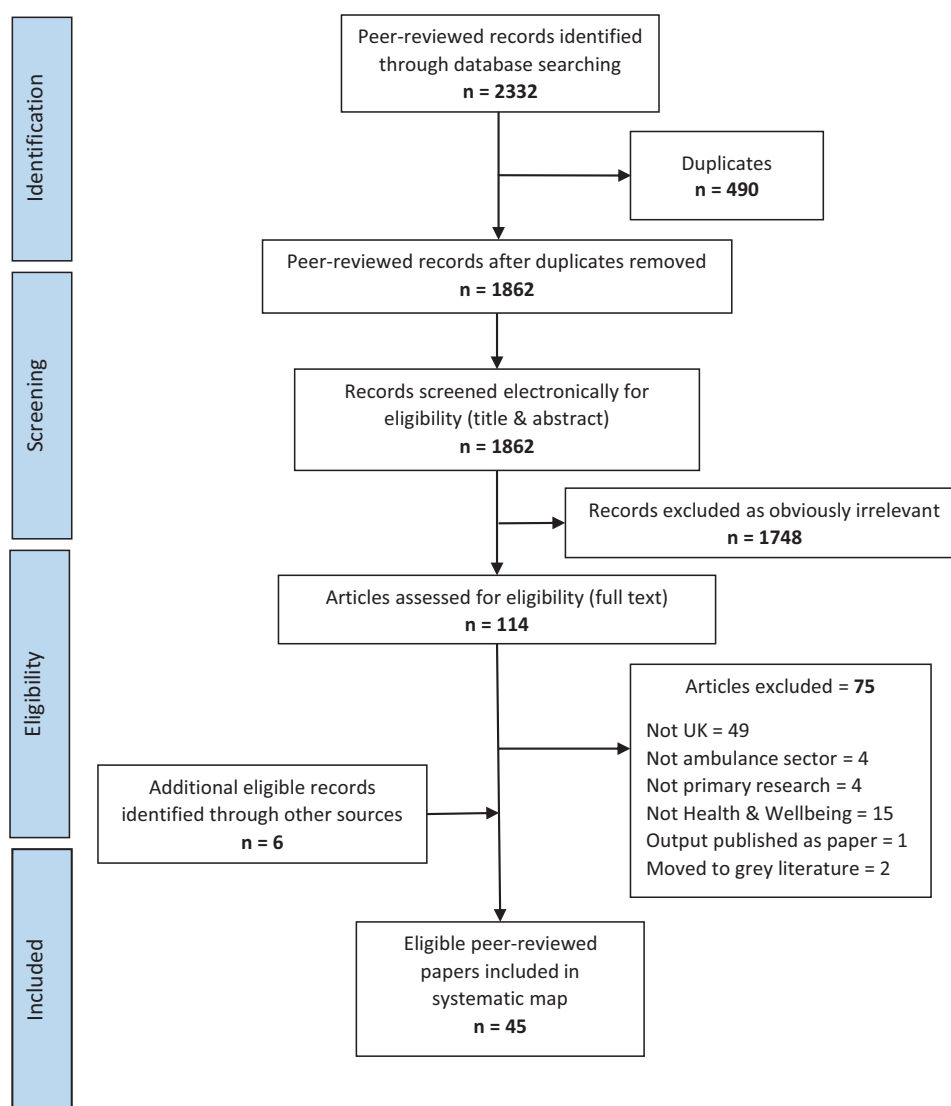 Identification
Peer-reviewed records identified
through database searching
n = 2332
Duplicates
n = 490
Peer-reviewed records after duplicates removed
n = 1862
Screening
Records screened electronically for
eligibility (title & abstract)
n = 1862
Records excluded as obviously irrelevant
n = 1748
Eligibility
Articles assessed for eligibility (full text)
n = 114
Articles excluded = 75
Not UK = 49
Not ambulance sector = 4
Not primary research = 4
Not Health & Wellbeing = 15
Output published as paper = 1
Moved to grey literature = 2
Additional eligible records
identified through other sources
n = 6
Included
Eligible peer-reviewed
papers included in
systematic map
n = 45